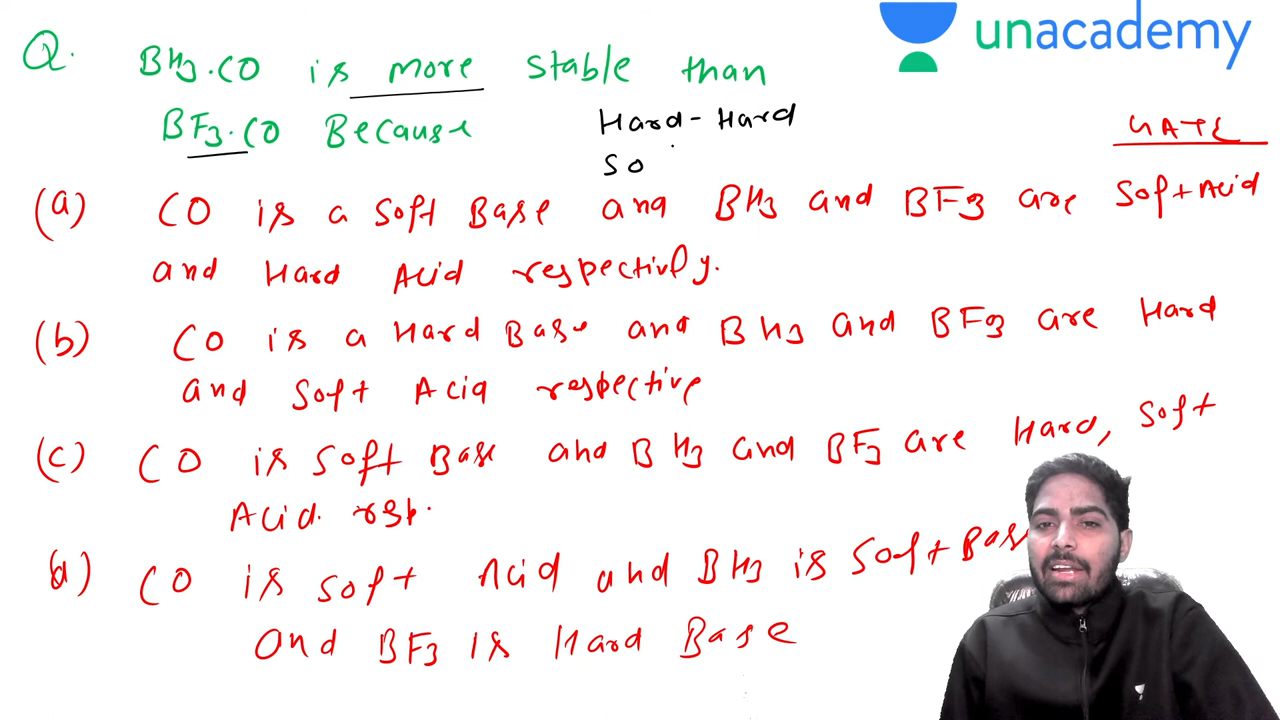 unacademy
Q. BH3.CO is more stable than
BF3.CO Because
Hard - Hard
so
GATE
(a) CO is a soft Base and BH3 and BF3 are Soft Acid
and Hard Acid respectivly.
(b) CO is a Hard Base and BH3 and BF3 are Hard
and Soft Acid respective
(c) CO is soft Base and BH3 and BF3 are Hard, soft
Acid. resp.
d) CO is soft Acid and BH3 is Soft Bas
and BF3 is Hard Base